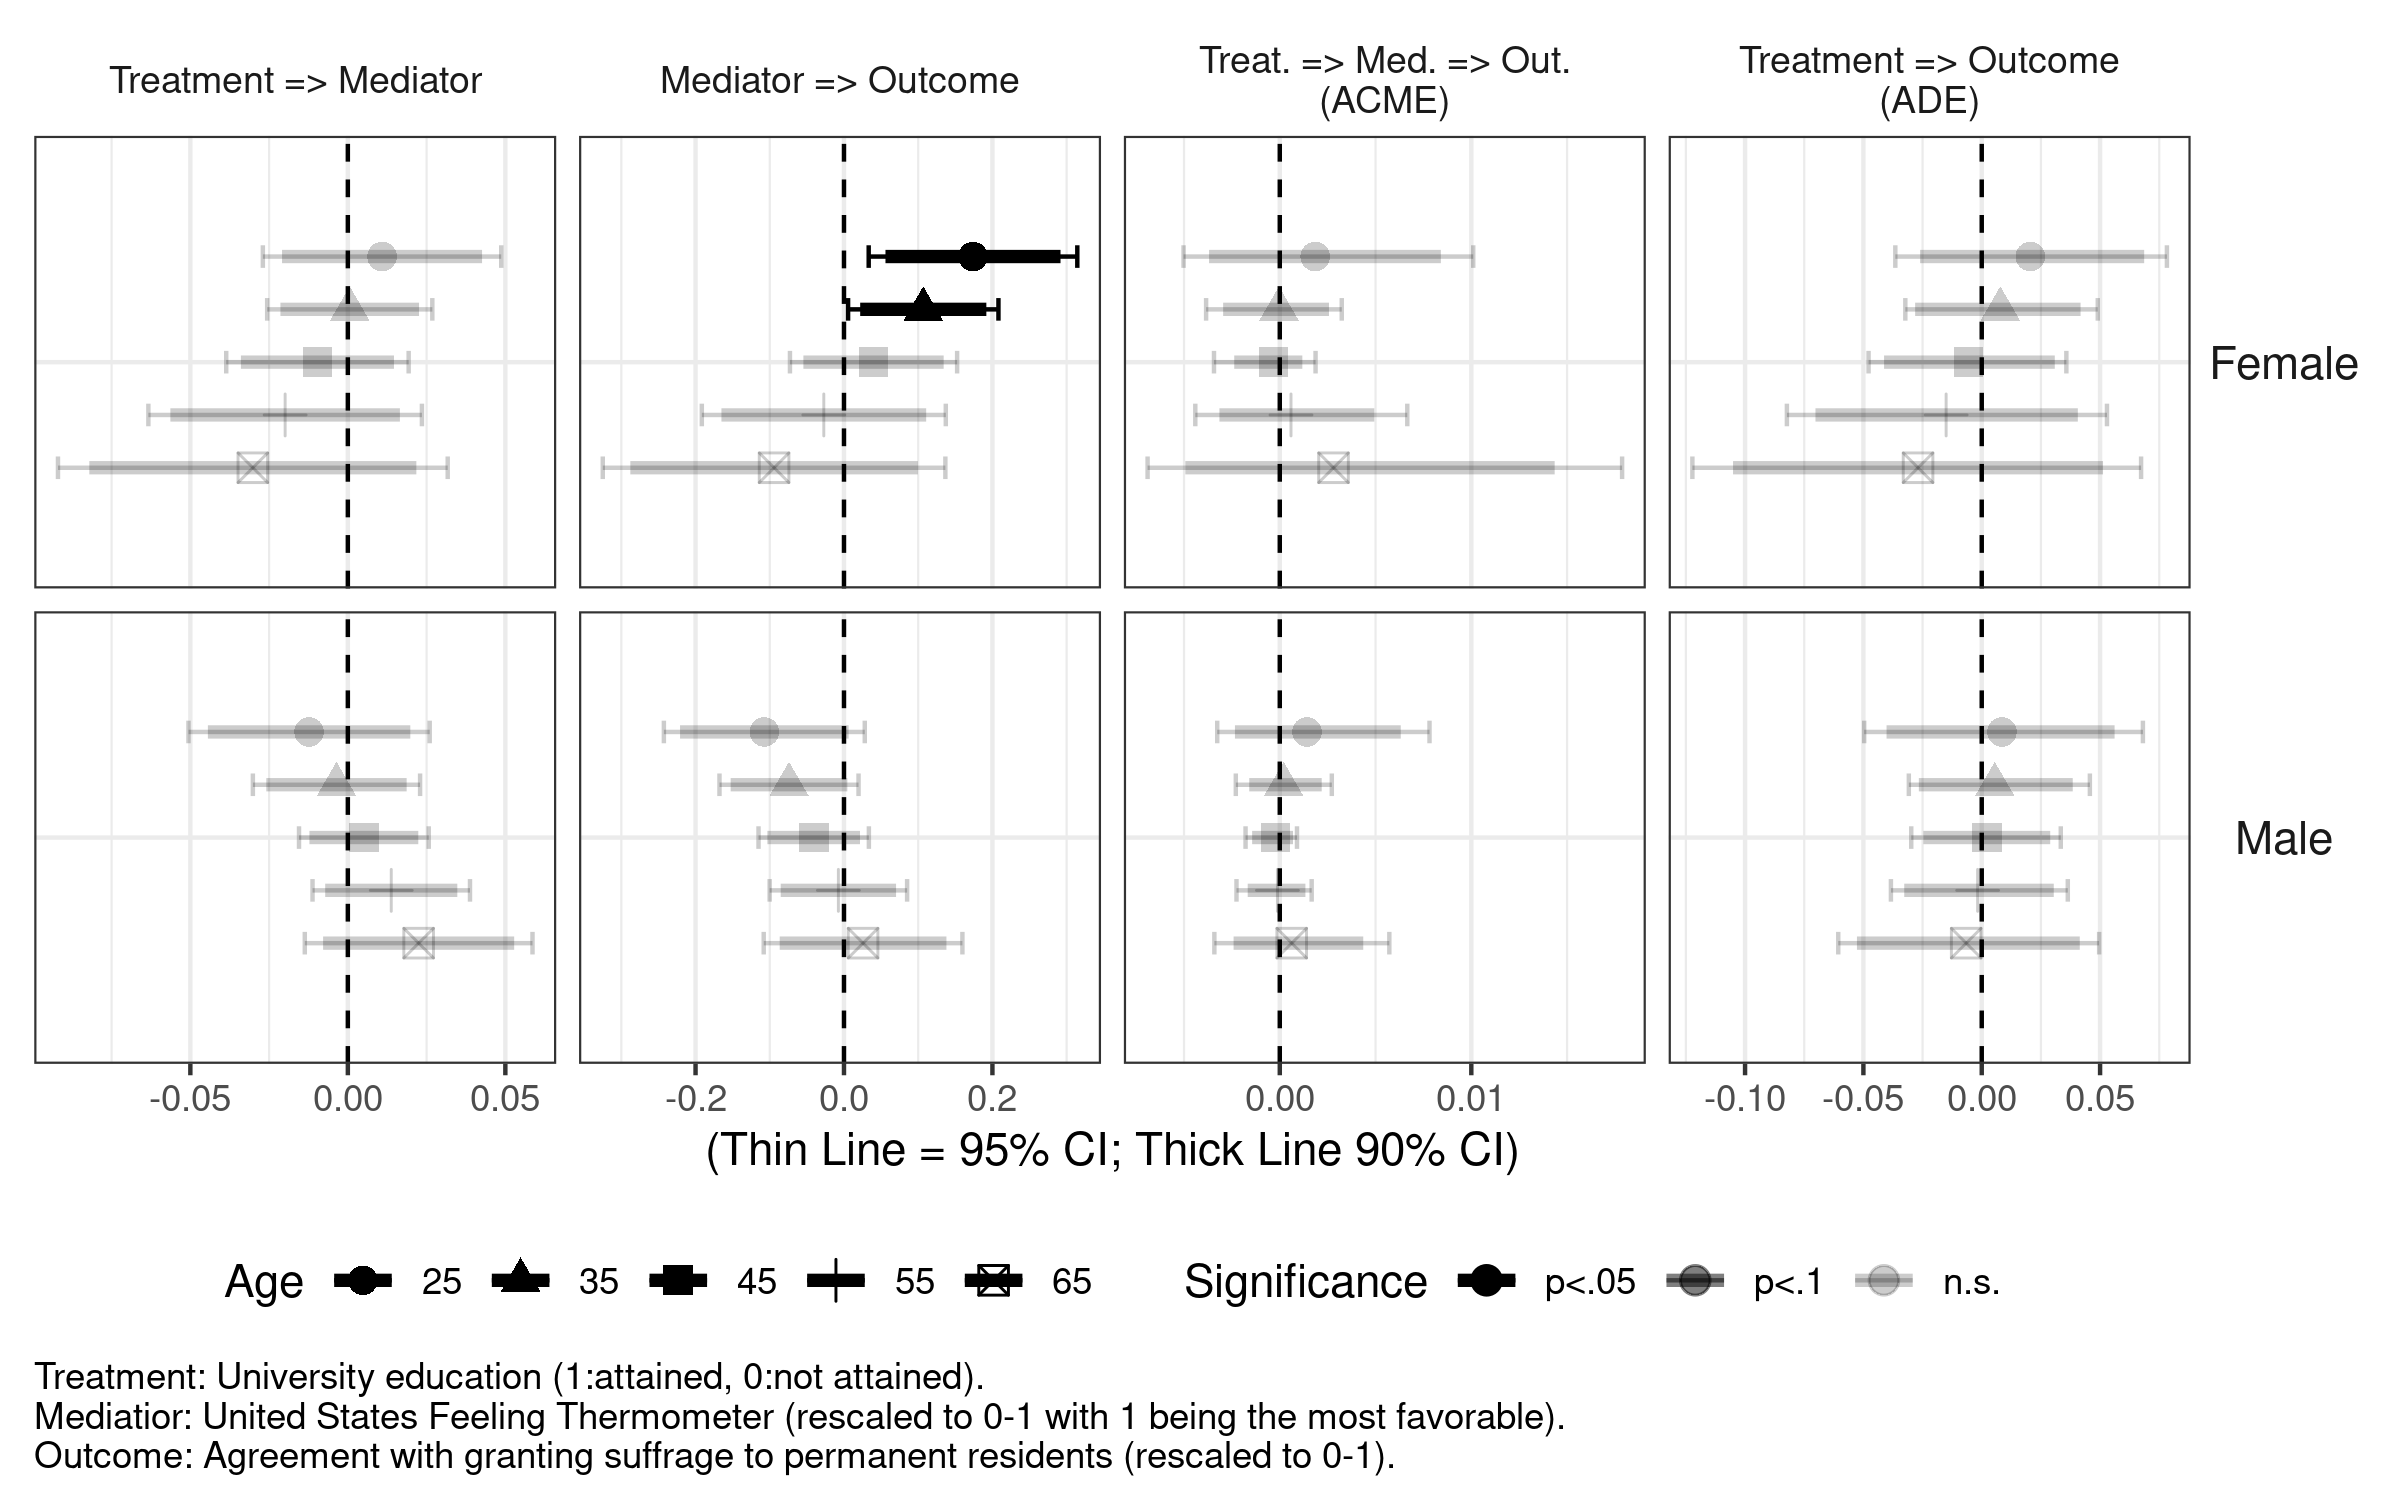 Treatment => Mediator
Mediator => Outcome
Treat. => Med. => Out.
(ACME)
Treatment => Outcome
(ADE)
Female
Male
-0.05 0.00 0.05
-0.2 0.0 0.2
0.00 0.01
-0.10 -0.05 0.00 0.05
(Thin Line = 95% CI; Thick Line 90% CI)
Age 25 35 45 55 65
Significance p<.05 p<.1 n.s.
Treatment: University education (1:attained, 0:not attained).
Mediatior: United States Feeling Thermometer (rescaled to 0-1 with 1 being the most favorable).
Outcome: Agreement with granting suffrage to permanent residents (rescaled to 0-1).